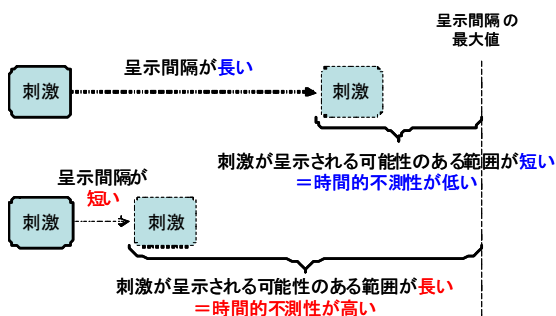 呈示間隔の
最大値
呈示間隔が長い
刺激
刺激
刺激が呈示される可能性のある範囲が短い
＝時間的不測性が低い
呈示間隔が
短い
刺激
刺激
刺激が呈示される可能性のある範囲が長い
＝時間的不測性が高い